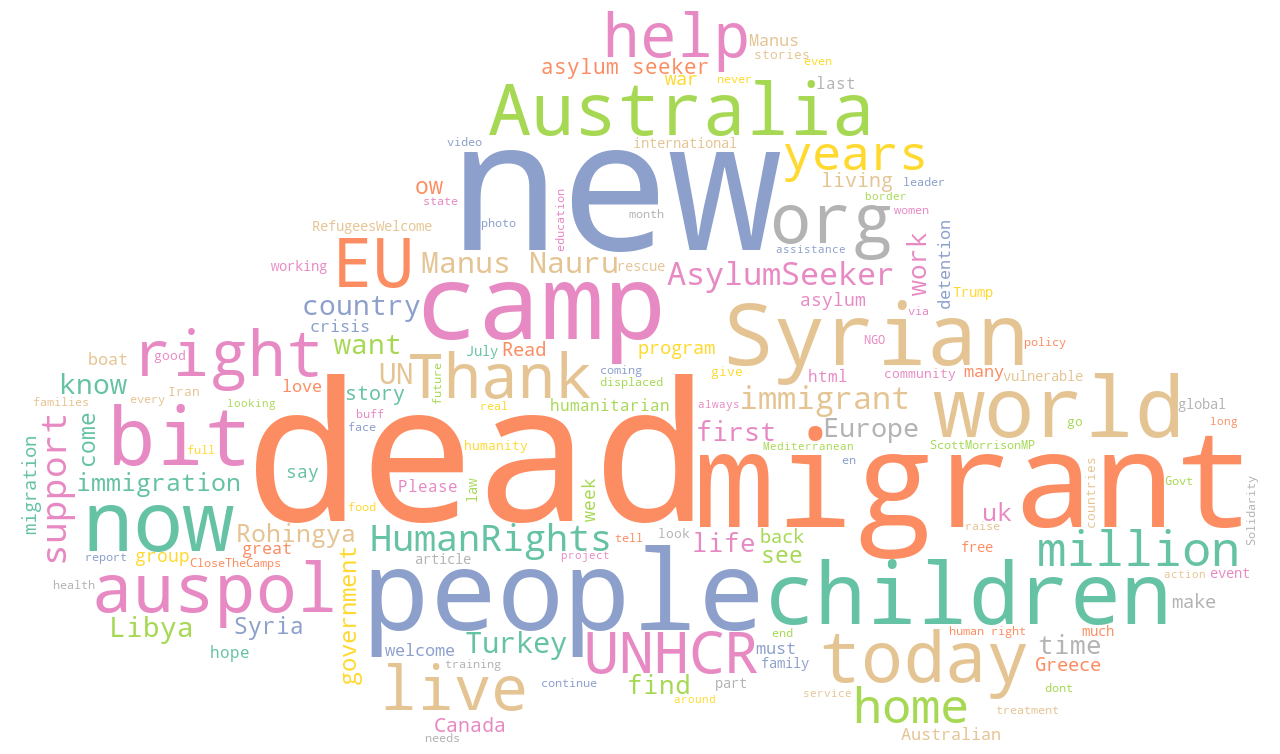 help
Manus
stories
asylum seeker
even
war
never
last
Australia
video
international
years
new
ow
living
leader
state
education
border
org
month
women
photo
RefugeesWelcome
assistance
work
detention
EU
Manus Nauru
rescue
AsylumSeeker
working
camp
country
asylum
Trump
via
crisis
Syrian
right
want
July
Read
program
NGO
policy
boat
good
UN
Thank
coming
give
html
community
many
vulnerable
know
love
story
future
displaced
Iran
families
every
looking
buff
real
humanitarian
always
immigrant
world
global
bit
face
first
Europe
go
long
support
come
full
dead
humanity
Mediterranean
ScottMorrisonMP
migration
immigration
say
Please
law
week
migrant
en
countries
Govt
Solidarity
now
food
uk
raise
Rohingya
HumanRights
tell
look
life
back
free
report
group
great
article
project
see
million
CloseTheCamps
health
auspol
government
people
children
action
event
make
Libya
Syria
welcome
Turkey
end
human right
much
hope
training
UNHCR
must
family
today
time
Greece
live
continue
find
part
around
service
home
dont
treatment
Canada
needs
Australian